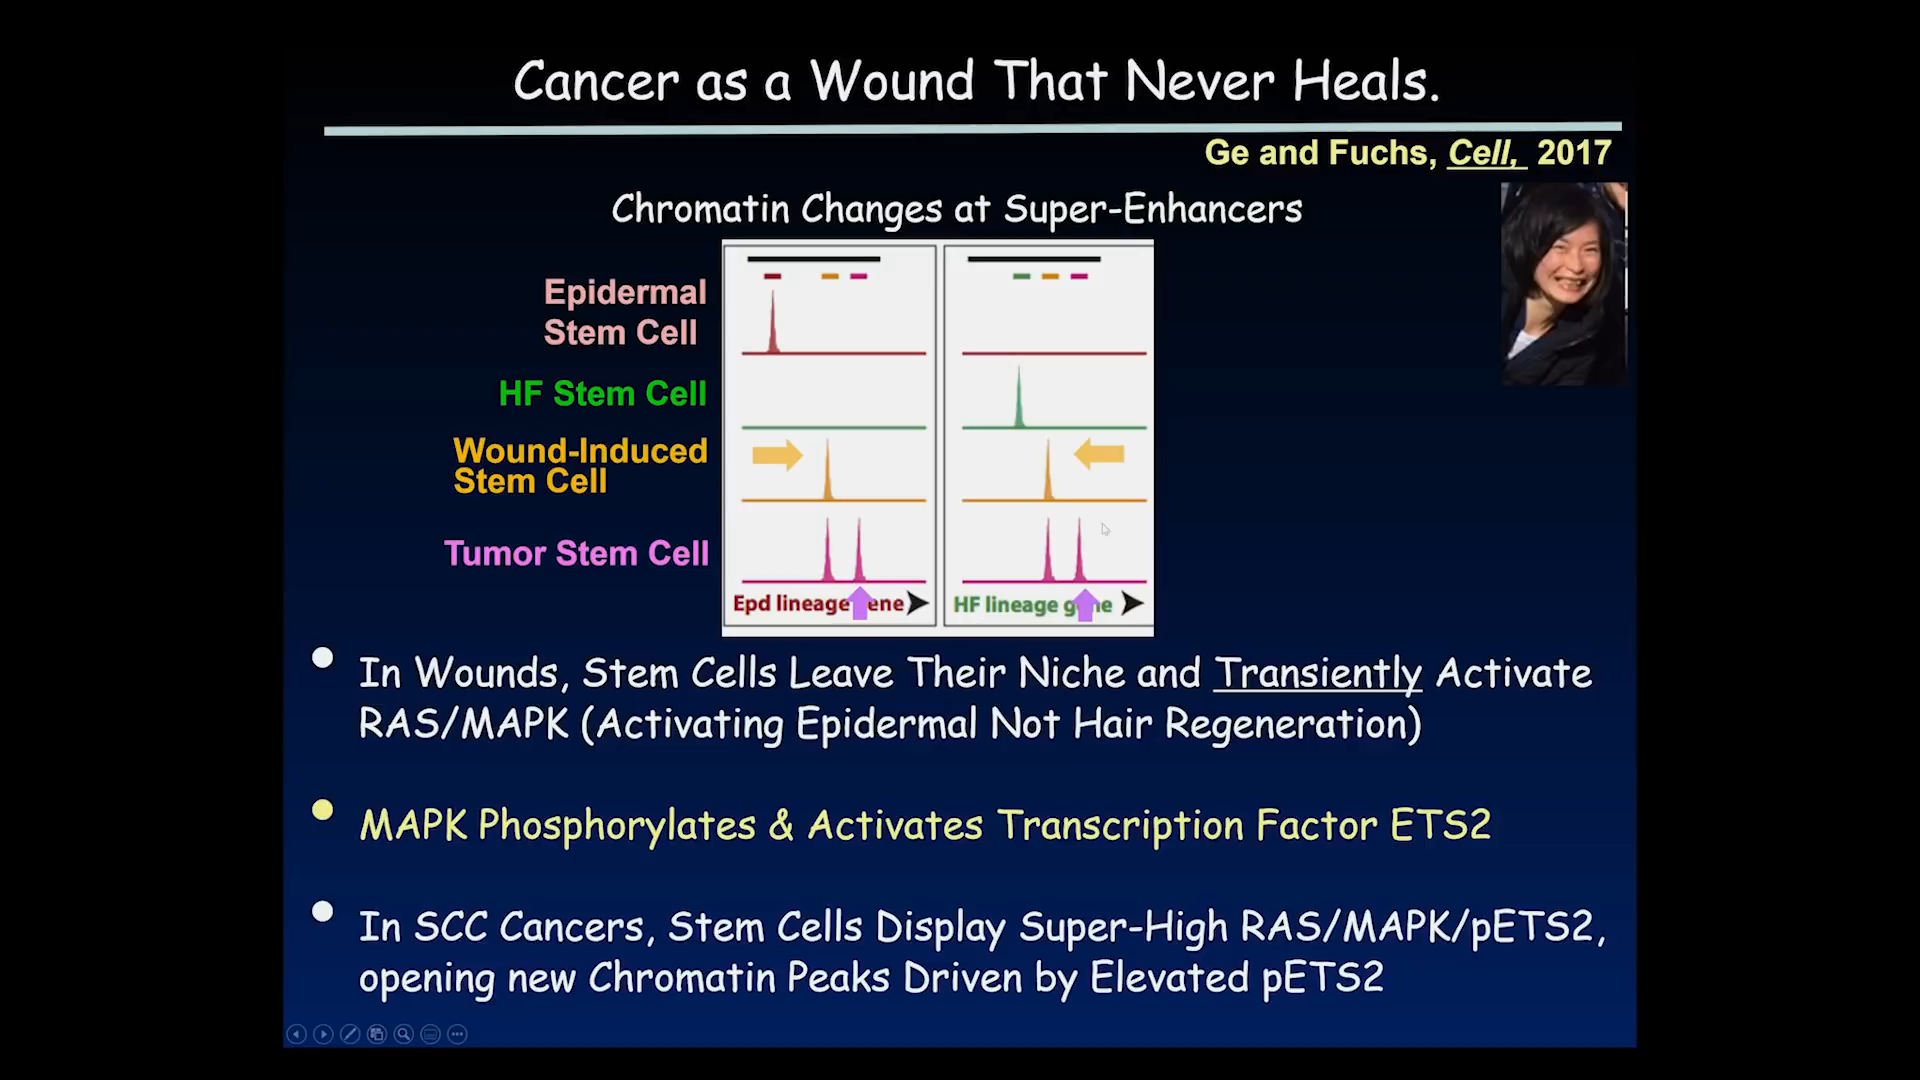 Cancer as a Wound That Never Heals.
Ge and Fuchs, Cell, 2017
Chromatin Changes at Super-Enhancers
Epidermal
Stem Cell
HF Stem Cell
Wound-Induced
Stem Cell
Tumor Stem Cell
Epd lineage gene
HF lineage gene
• In Wounds, Stem Cells Leave Their Niche and Transiently Activate
RAS/MAPK (Activating Epidermal Not Hair Regeneration)
• MAPK Phosphorylates & Activates Transcription Factor ETS2
• In SCC Cancers, Stem Cells Display Super-High RAS/MAPK/pETS2,
opening new Chromatin Peaks Driven by Elevated pETS2